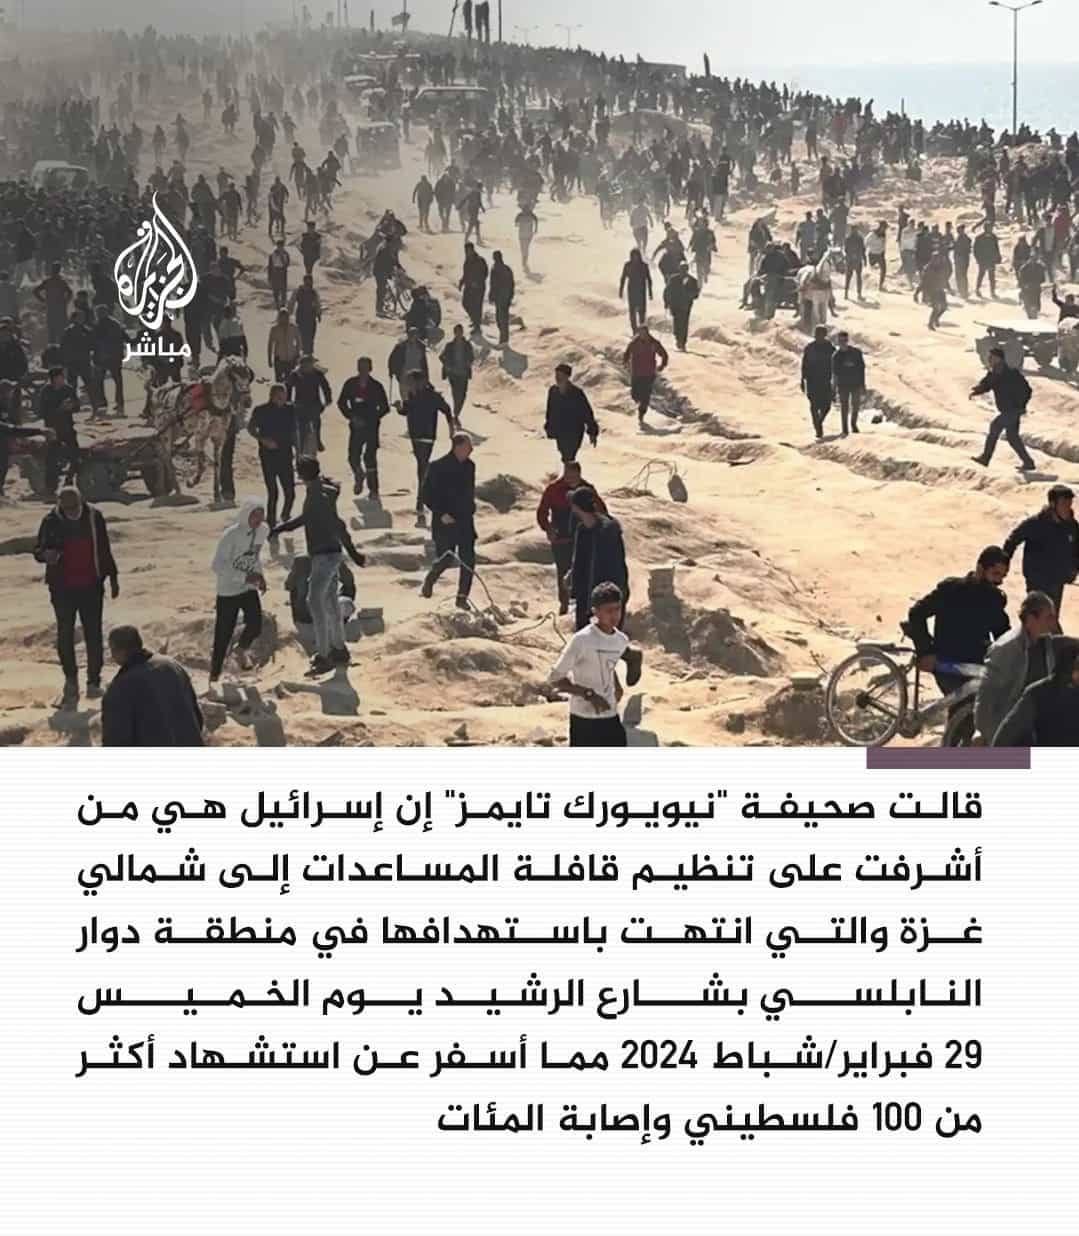 الجزيرة
مباشر
قالت صحيفة "نيويورك تايمز" إن إسرائيل هي من
أشرفت على تنظيم قافلة المساعدات إلى شمالي
غزة والتي انتهت باستهدافها في منطقة دوار
النابلسي بشارع الرشيد يوم الخميس
29 فبراير/شباط 2024 مما أسفر عن استشهاد أكثر
من 100 فلسطيني وإصابة المئات